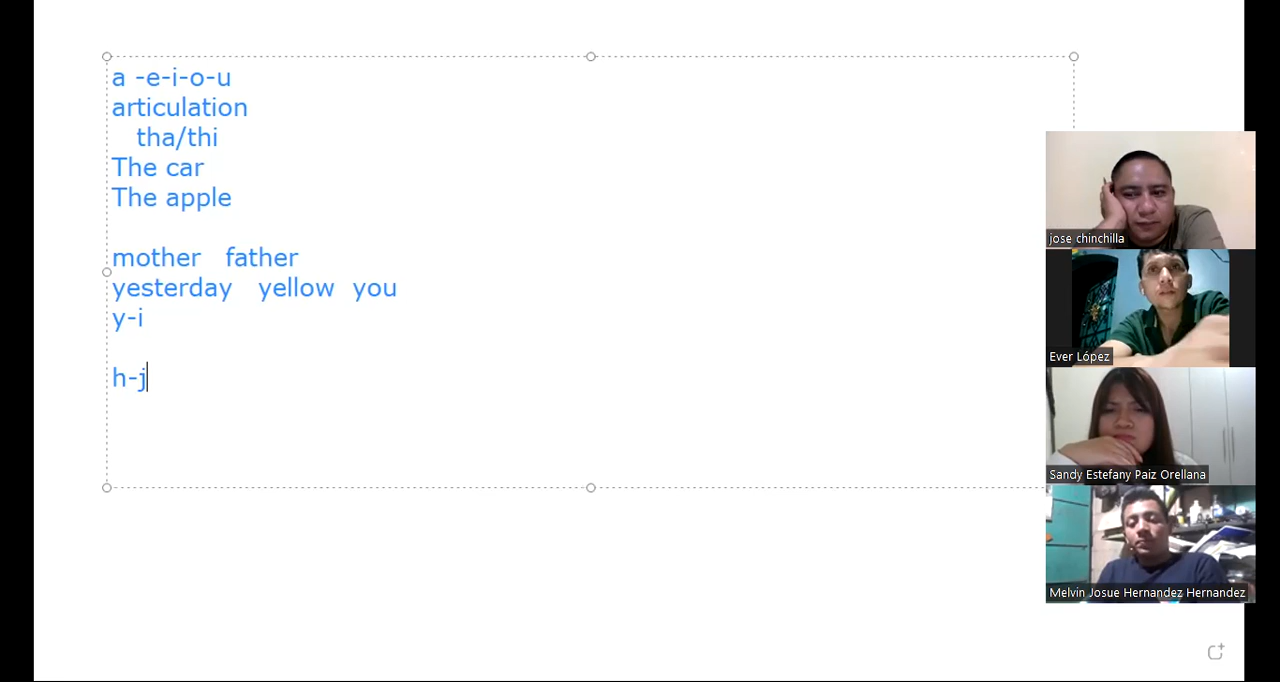 a -e-i-o-u
articulation
tha/thi
The car
The apple
mother father
yesterday yellow you
y-i
h-j
jose chinchilla
Ever López
Sandy Estefany Paiz Orellana
Melvin Josue Hernandez Hernandez